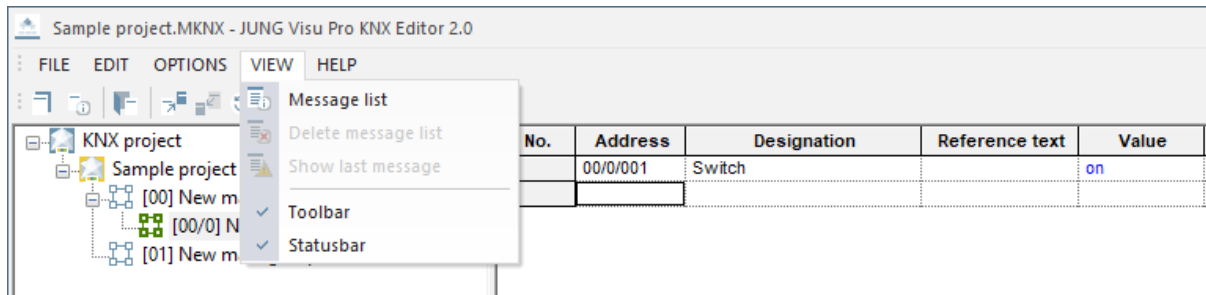 Sample project.MKNX - JUNG Visu Pro KNX Editor 2.0
FILE EDIT OPTIONS VIEW HELP
Message list
Delete message list
Show last message
Toolbar
Statusbar
KNX project
Sample project
[00] New m
[00/0] N
[01] New m
No. Address Designation Reference text Value
00/0/001 Switch on